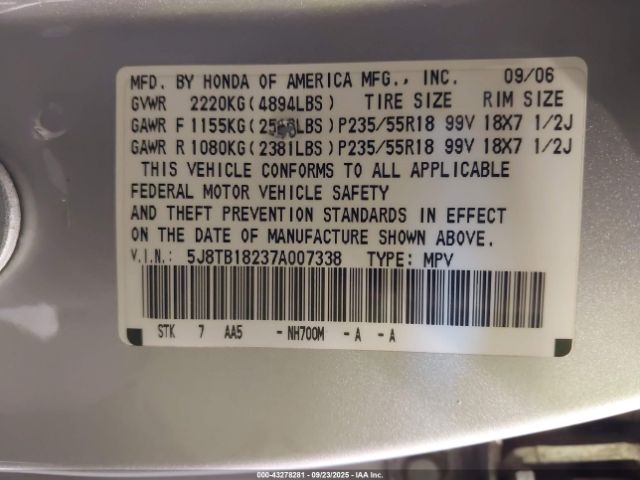 MFD. BY HONDA OF AMERICA MFG., INC. 09/06
GVWR 2220KG(4894LBS) TIRE SIZE RIM SIZE
GAWR F 1155KG( LBS)P235/55R18 99V 18X7 1/2J
GAWR R 1080KG(2381LBS)P235/55R18 99V 18X7 1/2J
THIS VEHICLE CONFORMS TO ALL APPLICABLE
FEDERAL MOTOR VEHICLE SAFETY
AND THEFT PREVENTION STANDARDS IN EFFECT
ON THE DATE OF MANUFACTURE SHOWN ABOVE.
V.I.N.: 5J8TB18237A007338 TYPE: MPV
STK 7 AA5 -NH700M -A -A
00-43278281 - 09/23/2025 - IAA Inc.